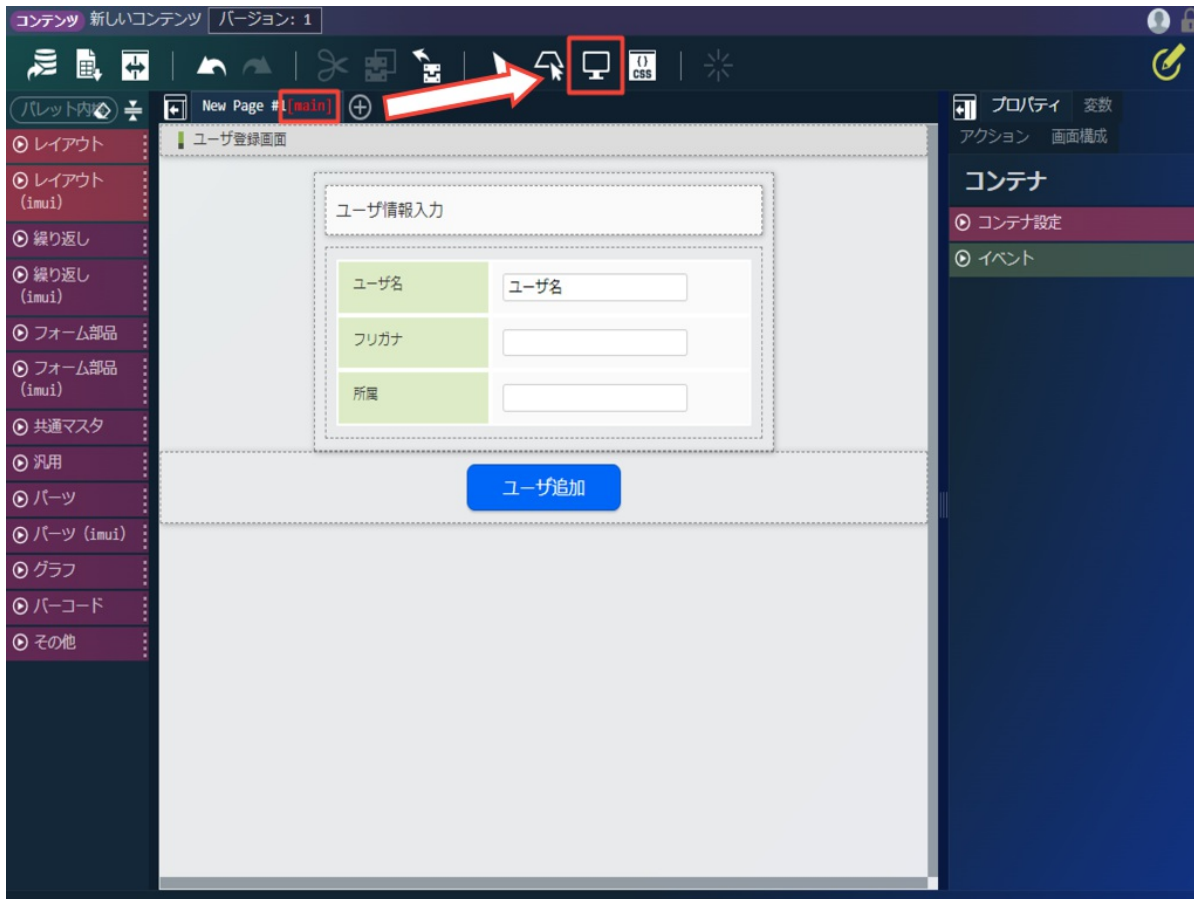 コンテンツ 新しいコンテンツ バージョン: 1
{} CSS
パレット内検
New Page #1[main]
プロパティ 変数
アクション 画面構成
コンテナ
コンテナ設定
イベント
レイアウト
レイアウト
(imui)
繰り返し
繰り返し
(imui)
フォーム部品
フォーム部品
(imui)
共通マスタ
汎用
パーツ
パーツ (imui)
グラフ
バーコード
その他
ユーザ登録画面
ユーザ情報入力
ユーザ名 ユーザ名
フリガナ
所属
ユーザ追加